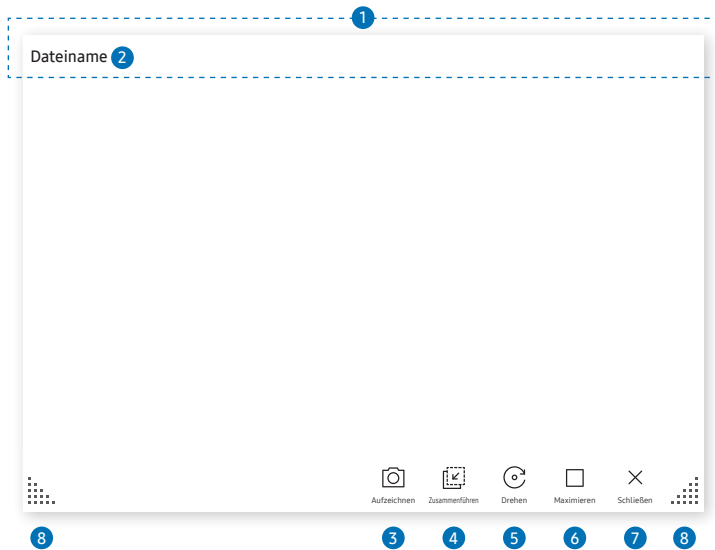 1
Dateiname 2
Aufzeichnen Zusammenführen Drehen Maximieren Schließen
8 3 4 5 6 7 8